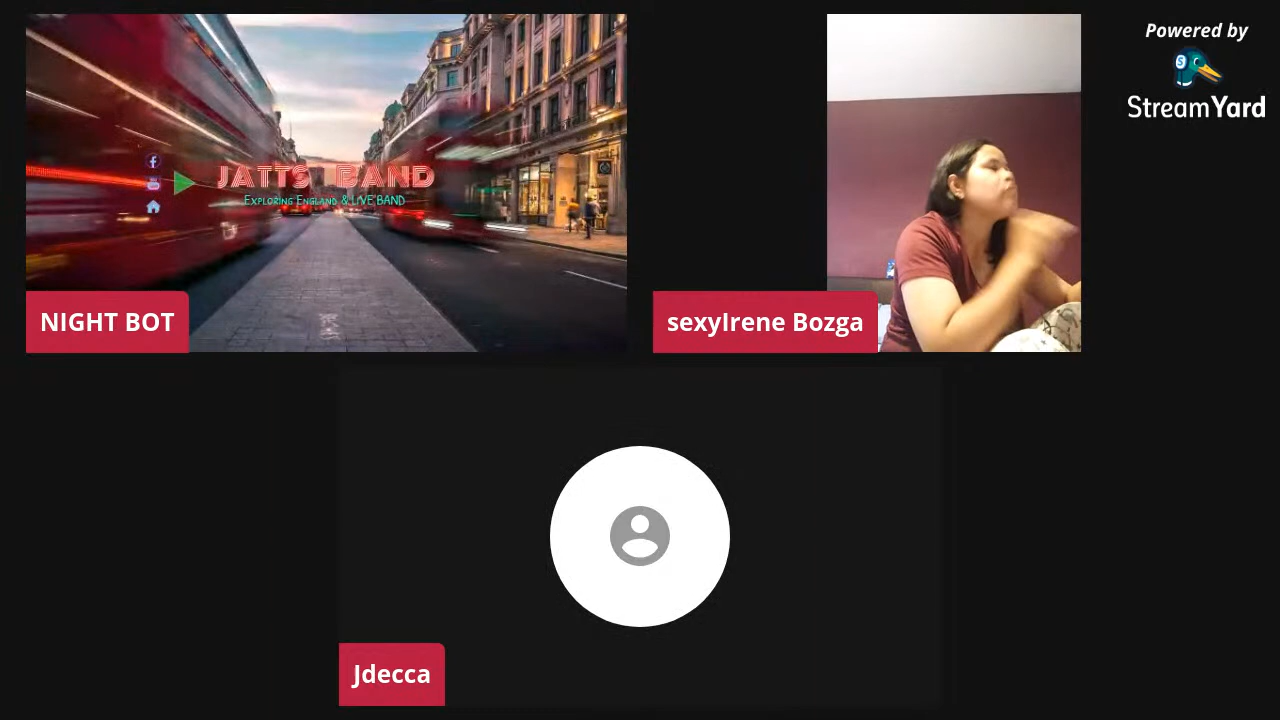 Powered by
StreamYard
JATTS BAND
Exploring England & LIVE BAND
NIGHT BOT
sexyIrene Bozga
Jdecca